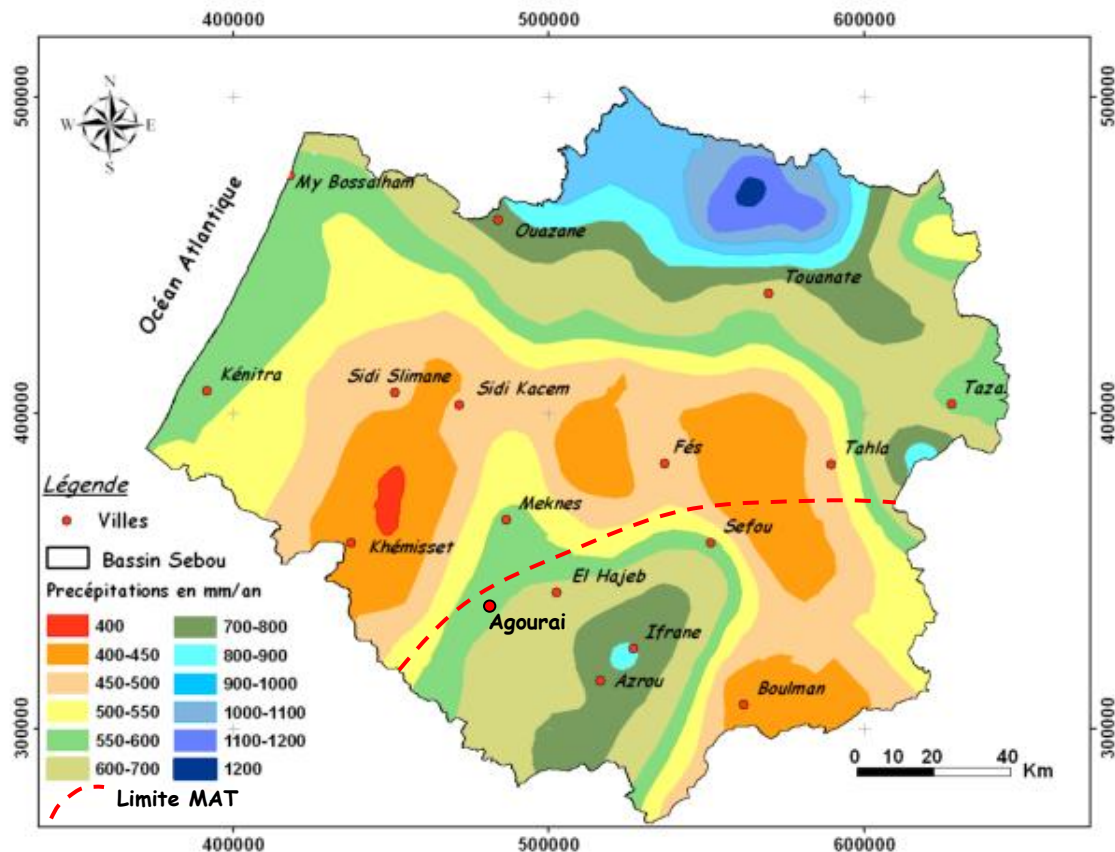 400000 500000 600000
500000 500000
N
W E
S
My Bossalham
Océan Atlantique
Ouazane
Touanate
Kénitra
Sidi Slimane
Sidi Kacem
Taza
400000 400000
Fés
Tahla
Légende
Villes
Meknes
Sefou
Khémisset
Bassin Sebou
El Hajeb
Précépitations en mm/an
Agourai
400 700-800
Ifrane
400-450 800-900
Azrou
450-500 900-1000
Boulman
500-550 1000-1100
300000 300000
550-600 1100-1200
600-700 1200
0 10 20 40
Km
Limite MAT
400000 500000 600000